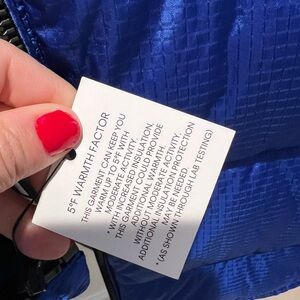 5°F WARMTH FACTOR
THIS GARMENT CAN KEEP YOU
WARM UP TO 5°F WITH
MODERATE ACTIVITY.
*WITH INCREASED INSULATION,
THIS GARMENT COULD PROVIDE
ADDITIONAL WARMTH.
WITHOUT MODERATE ACTIVITY,
ADDITIONAL INSULATION PROTECTION
MAY BE NEEDED.
*(AS SHOWN THROUGH LAB TESTING)